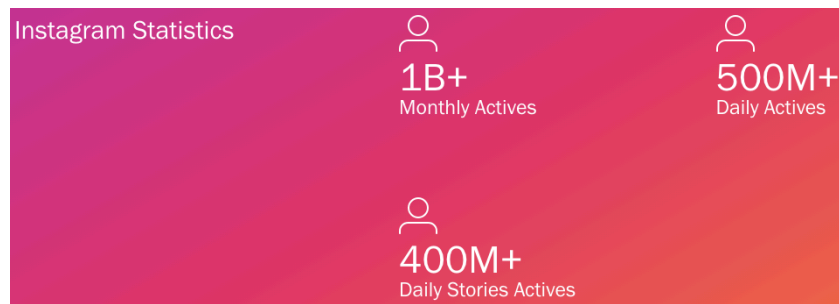 Instagram Statistics
1B+
Monthly Actives
500M+
Daily Actives
400M+
Daily Stories Actives